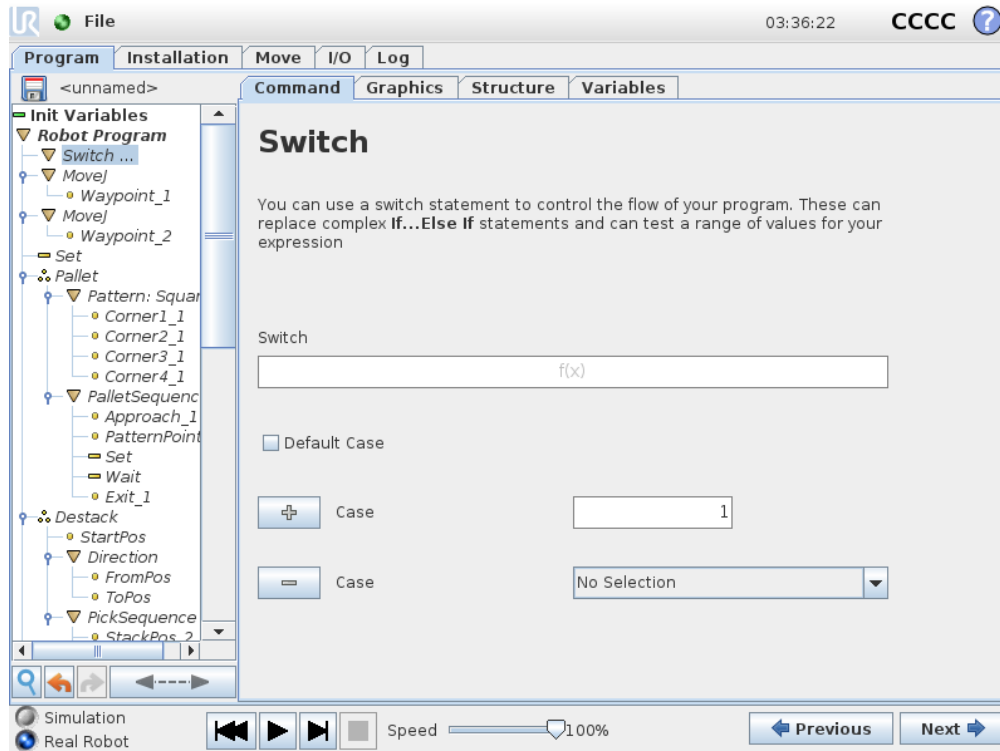 UR File 03:36:22 CCCC ?
Program Installation Move I/O Log
<unnamed> Command Graphics Structure Variables
Init Variables
Robot Program
Switch ...
MoveJ
Waypoint_1
MoveJ
Waypoint_2
Set
Pallet
Pattern: Squar
Corner1_1
Corner2_1
Corner3_1
Corner4_1
PalletSequenc
Approach_1
PatternPoint
Set
Wait
Exit_1
Destack
StartPos
Direction
FromPos
ToPos
PickSequence
StackPos_2
Switch
You can use a switch statement to control the flow of your program. These can
replace complex If...Else If statements and can test a range of values for your
expression
Switch
f(x)
Default Case
Case 1
Case No Selection
Simulation
Real Robot
Speed 100%
Previous Next